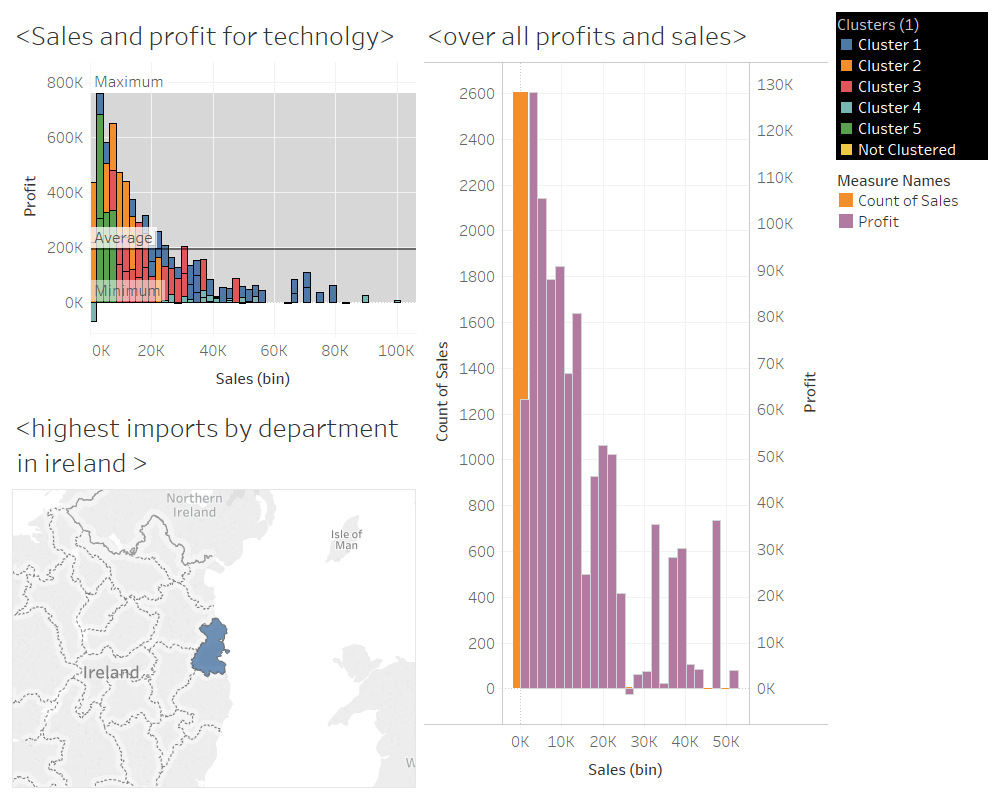 <Sales and profit for technolgy>
800K
Maximum
600K
400K
200K
Average
0K
Minimum
Profit
0K 20K 40K 60K 80K 100K
Sales (bin)
<highest imports by department
in ireland >
Northern
Ireland
Isle of
Man
Ireland
W
<over all profits and sales>
2600
2400
2200
2000
1800
1600
1400
1200
1000
800
600
400
200
0
Count of Sales
130K
120K
110K
100K
90K
80K
70K
60K
50K
40K
30K
20K
10K
0K
Profit
0K 10K 20K 30K 40K 50K
Sales (bin)
Clusters (1)
Cluster 1
Cluster 2
Cluster 3
Cluster 4
Cluster 5
Not Clustered
Measure Names
Count of Sales
Profit